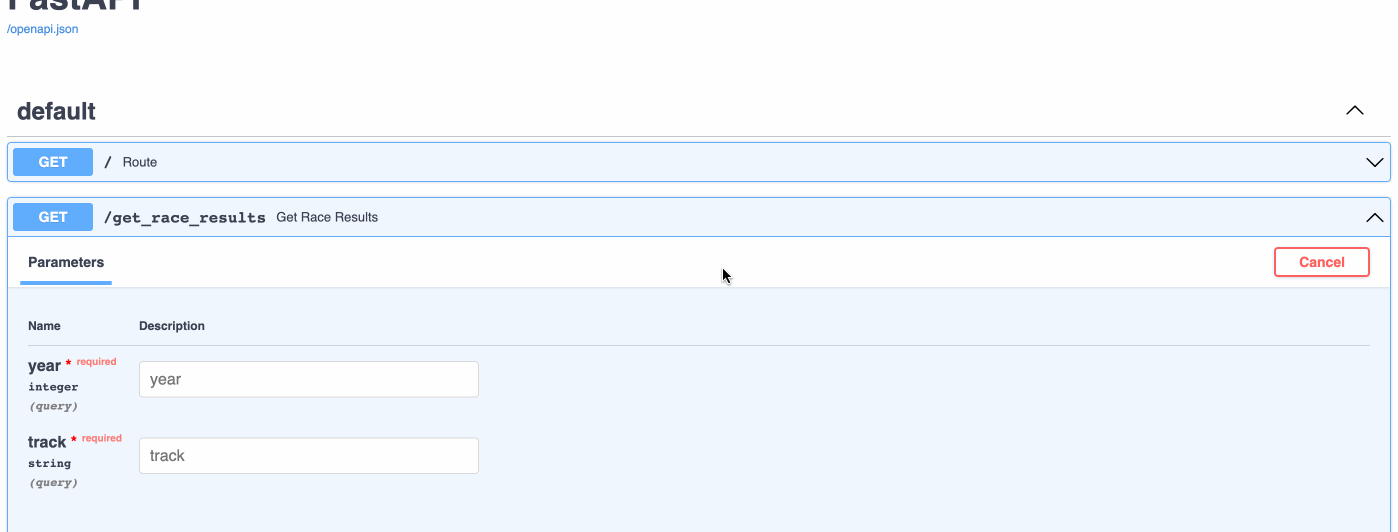 FastAPI
/openapi.json
default
GET / Route
GET /get_race_results Get Race Results
Parameters Cancel
Name Description
year * required
integer
(query)
year
track * required
string
(query)
track